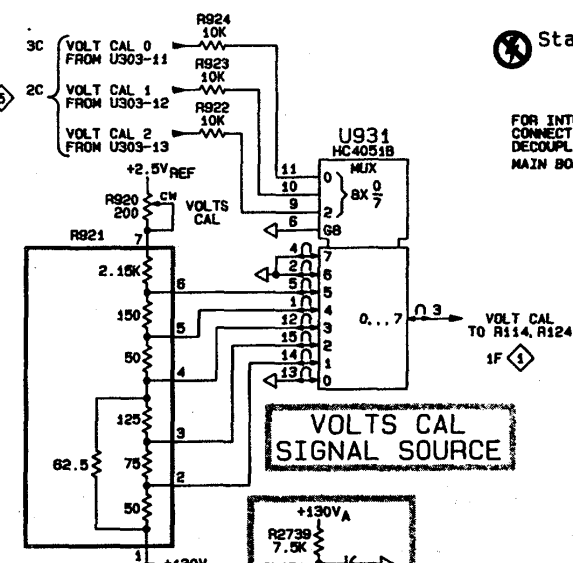 R924
10K
3C
VOLT CAL 0
FROM U303-11
R923
10K
2C
VOLT CAL 1
FROM U303-12
R922
10K
VOLT CAL 2
FROM U303-13
+2.5V REF
R920
200
CW
VOLTS
CAL
R921
7
2.15K
6
150
5
50
4
125
3
62.5
75
2
50
1
U931
HC4051B
MUX
11
0
10
8X 0/7
9
2
6
G8
4
7
2
6
5
5
1
4
12
3
15
2
14
1
13
0
0...7
3
VOLT CAL
TO R114,R124
1F
1
VOLTS CAL
SIGNAL SOURCE
+130V A
R2739
7.5K
+130V
Sta
FOR INT
CONNECT
DECOUPL
MAIN BO